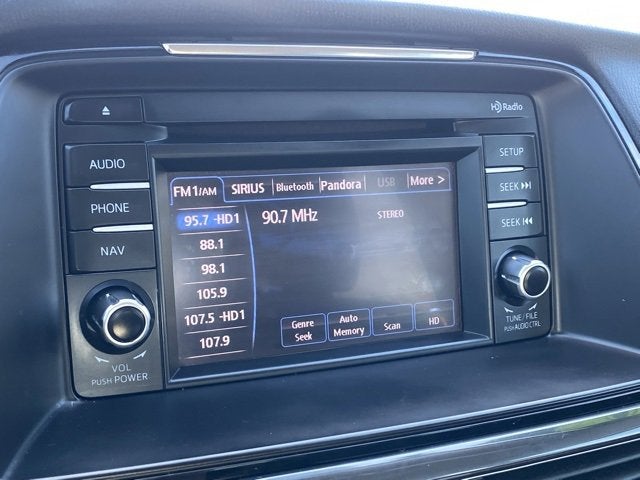 HD Radio
AUDIO
PHONE
NAV
VOL
PUSH POWER
FM1/AM SIRIUS Bluetooth Pandora USB More >
95.7 -HD1
88.1
98.1
105.9
107.5 -HD1
107.9
90.7 MHz STEREO
Genre
Seek
Auto
Memory
Scan
HD
SETUP
SEEK
SEEK
TUNE/FILE
PUSH AUDIO CTRL